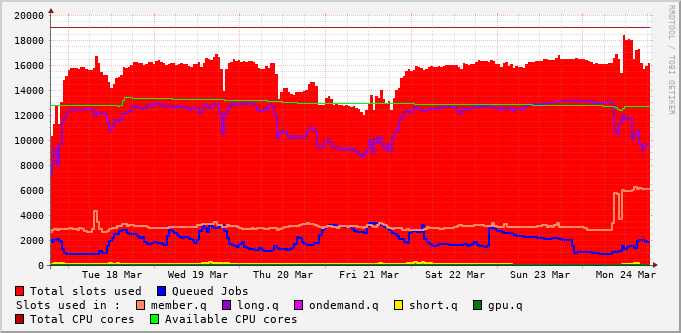 RRDTOOL / TOBI OETIKER
20000
18000
16000
14000
12000
10000
8000
6000
4000
2000
0
Tue 18 Mar Wed 19 Mar Thu 20 Mar Fri 21 Mar Sat 22 Mar Sun 23 Mar Mon 24 Mar
Total slots used Queued Jobs
Slots used in : member.q long.q ondemand.q short.q gpu.q
Total CPU cores Available CPU cores